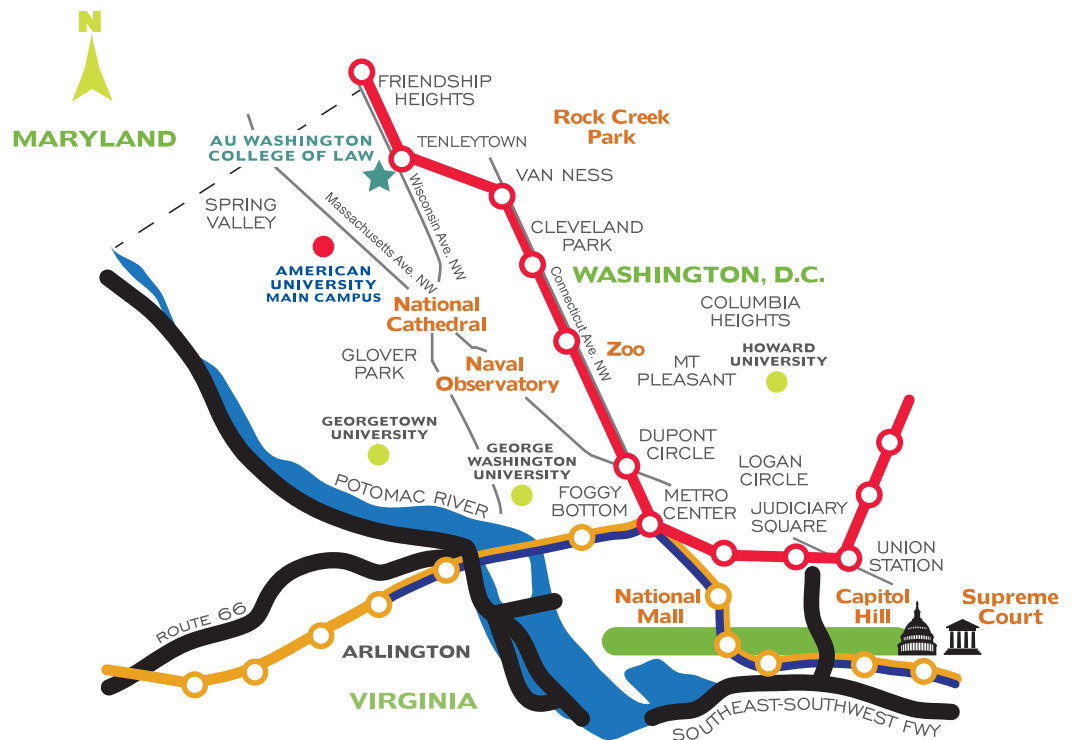 N
FRIENDSHIP
HEIGHTS
Rock Creek
Park
MARYLAND
AU WASHINGTON
COLLEGE OF LAW
TENLEYTOWN
VAN NESS
SPRING
VALLEY
Massachusetts Ave. NW
Wisconsin Ave. NW
CLEVELAND
PARK
AMERICAN
UNIVERSITY
MAIN CAMPUS
Connecticut Ave. NW
WASHINGTON, D.C.
National
Cathedral
COLUMBIA
HEIGHTS
GLOVER
PARK
Zoo
HOWARD
UNIVERSITY
Naval
Observatory
MT
PLEASANT
GEORGETOWN
UNIVERSITY
GEORGE
WASHINGTON
UNIVERSITY
DUPONT
CIRCLE
LOGAN
CIRCLE
POTOMAC RIVER
FOGGY
BOTTOM
METRO
CENTER
JUDICIARY
SQUARE
UNION
STATION
ROUTE 66
National
Mall
Capitol
Hill
Supreme
Court
ARLINGTON
VIRGINIA
SOUTHEAST-SOUTHWEST FWY